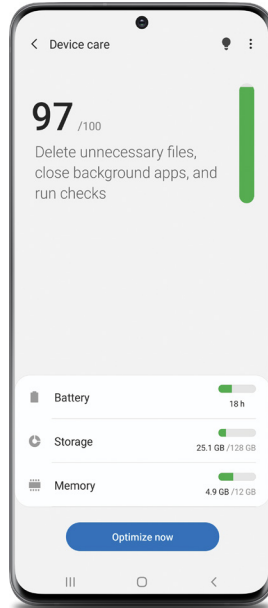 Device care
97 /100
Delete unnecessary files,
close background apps, and
run checks
Battery
18 h
Storage
25.1 GB /128 GB
Memory
4.9 GB /12 GB
Optimize now